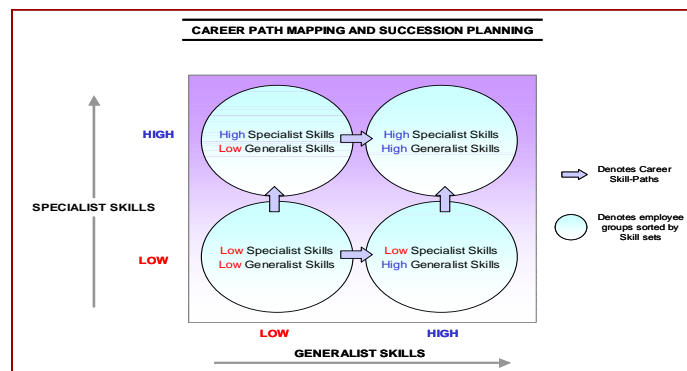 CAREER PATH MAPPING AND SUCCESSION PLANNING
HIGH
High Specialist Skills
Low Generalist Skills
High Specialist Skills
High Generalist Skills
Denotes Career
Skill-Paths
SPECIALIST SKILLS
Denotes employee
groups sorted by
Skill sets
LOW
Low Specialist Skills
Low Generalist Skills
Low Specialist Skills
High Generalist Skills
LOW
HIGH
GENERALIST SKILLS